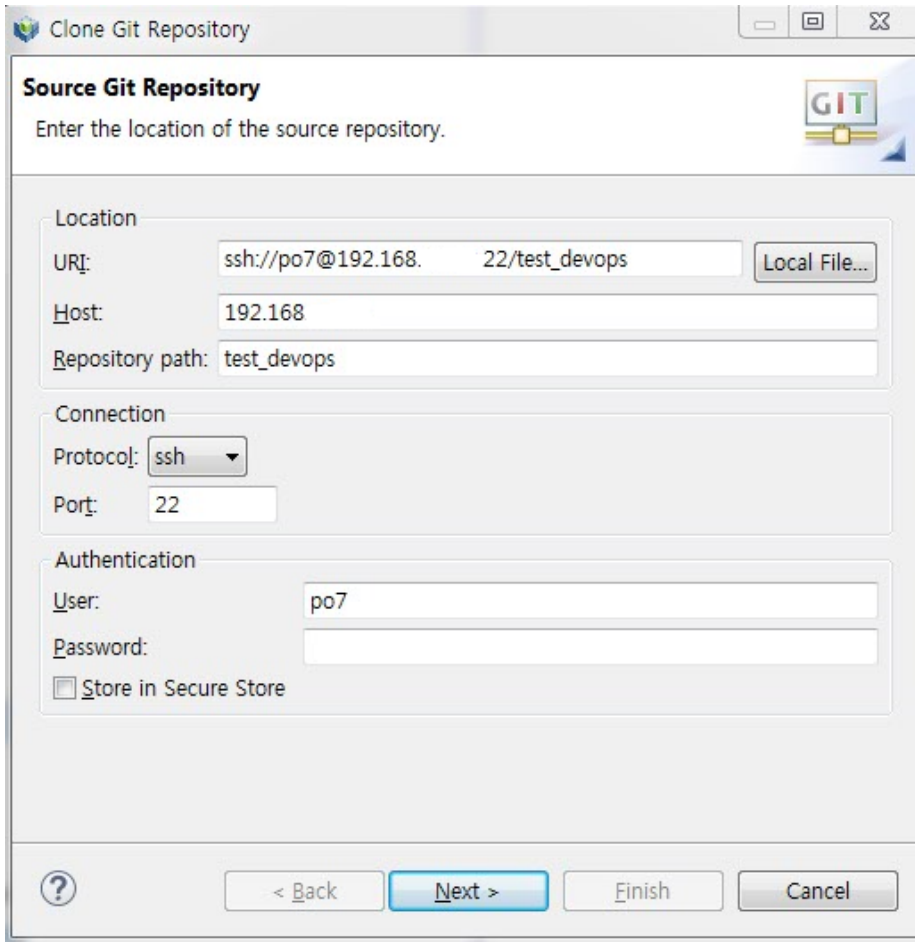 Clone Git Repository
Source Git Repository
Enter the location of the source repository.
GIT
Location
URI: ssh://po7@192.168. 22/test_devops Local File...
Host: 192.168
Repository path: test_devops
Connection
Protocol: ssh
Port: 22
Authentication
User: po7
Password:
Store in Secure Store
? < Back Next > Finish Cancel